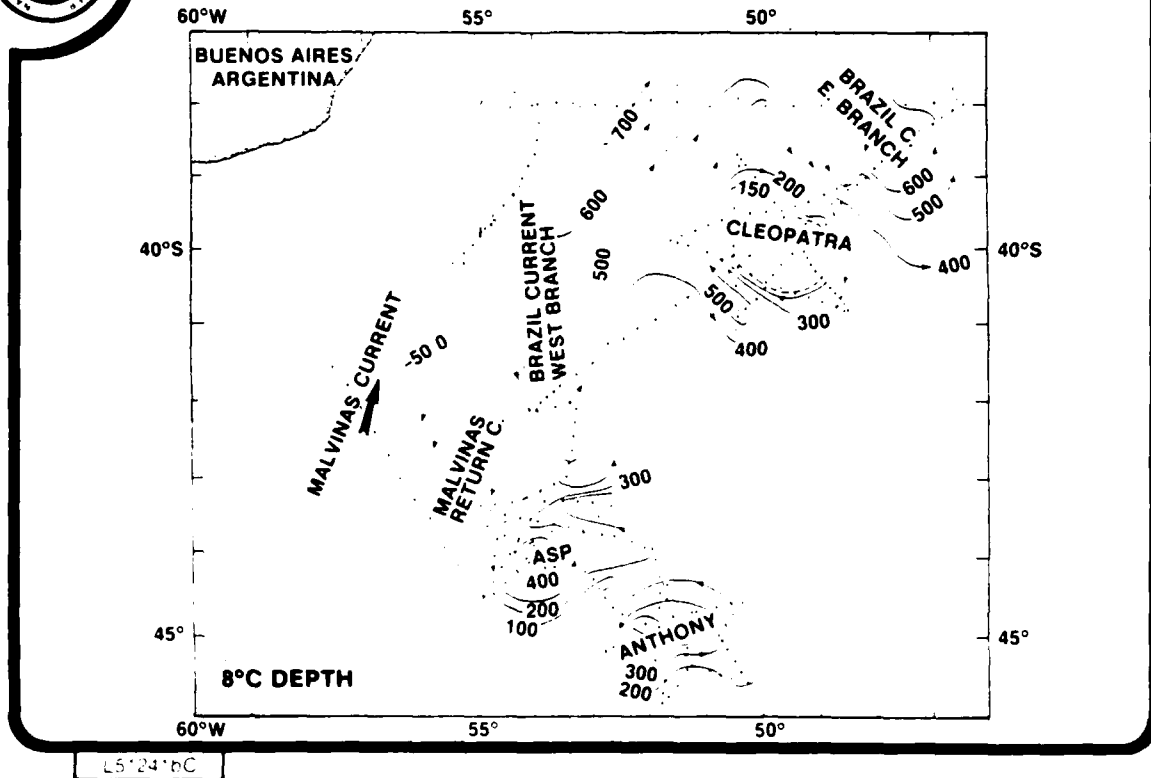 60°W 55° 50°
BUENOS AIRES
ARGENTINA
BRAZIL C.
E. BRANCH
700
600
500
150 200
600
500
CLEOPATRA
40°S
40°S
400
BRAZIL CURRENT
WEST BRANCH
500
300
400
MALVINAS CURRENT
-50 0
MALVINAS
RETURN C.
300
ASP
400
200
100
ANTHONY
300
200
45°
45°
8°C DEPTH
60°W 55° 50°